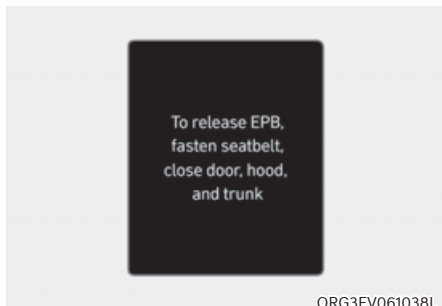 To release EPB,
fasten seatbelt,
close door, hood,
and trunk
ORG3EV061038L